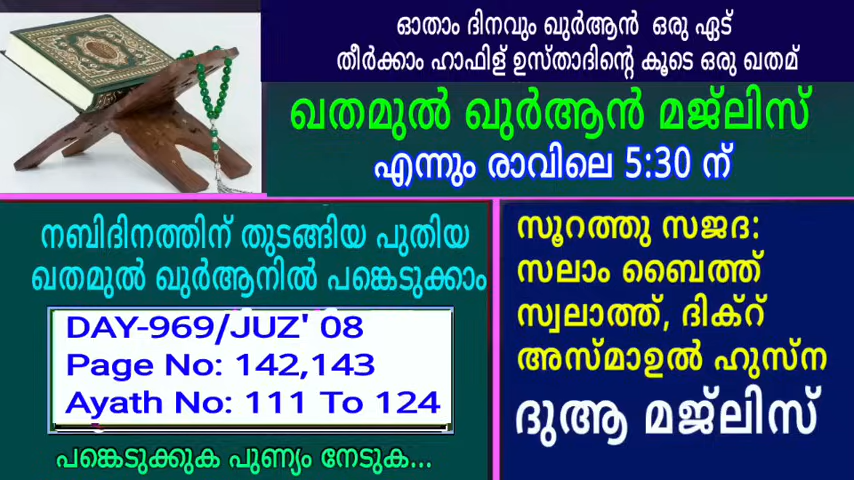 ഓതാം ദിനവും ഖുർആൻ ഒരു ഏട്
തീർക്കാം ഹാഫിള് ഉസ്താദിന്റെ കൂടെ ഒരു ഖതമ്
ഖതമുൽ ഖുർആൻ മജ്ലിസ്
എന്നും രാവിലെ 5:30 ന്
നബിദിനത്തിന് തുടങ്ങിയ പുതിയ
ഖതമുൽ ഖുർആനിൽ പങ്കെടുക്കാം
DAY-969/JUZ' 08
Page No: 142,143
Ayath No: 111 To 124
പങ്കെടുക്കുക പുണ്യം നേടുക...
സൂറത്തു സജദ:
സലാം ബൈത്ത്
സ്വലാത്ത്, ദിക്റ്
അസ്മാഉൽ ഹുസ്ന
ദുആ മജ്ലിസ്